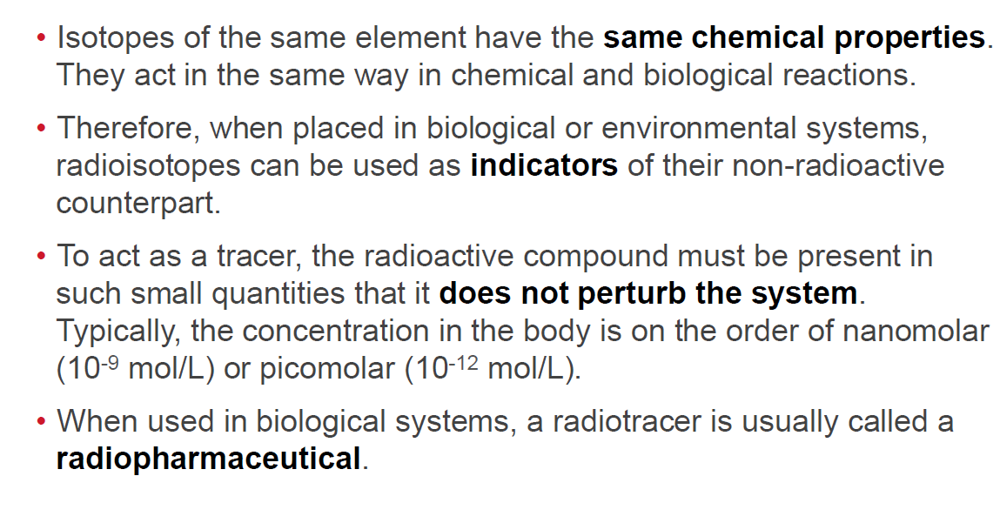 • Isotopes of the same element have the same chemical properties.
They act in the same way in chemical and biological reactions.
• Therefore, when placed in biological or environmental systems,
radioisotopes can be used as indicators of their non-radioactive
counterpart.
• To act as a tracer, the radioactive compound must be present in
such small quantities that it does not perturb the system.
Typically, the concentration in the body is on the order of nanomolar
(10⁻⁹ mol/L) or picomolar (10⁻¹² mol/L).
• When used in biological systems, a radiotracer is usually called a
radiopharmaceutical.